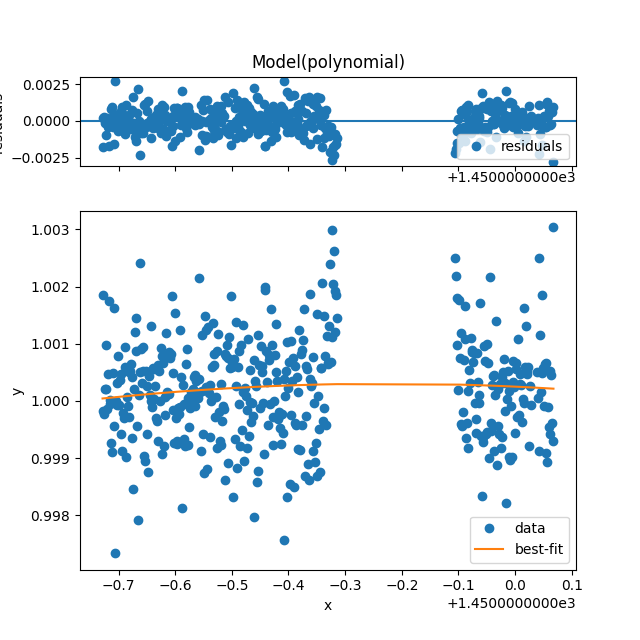 Model(polynomial)
0.0025
0.0000
−0.0025
residuals
+1.4500000000e3
1.003
1.002
1.001
1.000
0.999
0.998
y
data
best-fit
−0.7 −0.6 −0.5 −0.4 −0.3 −0.2 −0.1 0.0 0.1
x
+1.4500000000e3